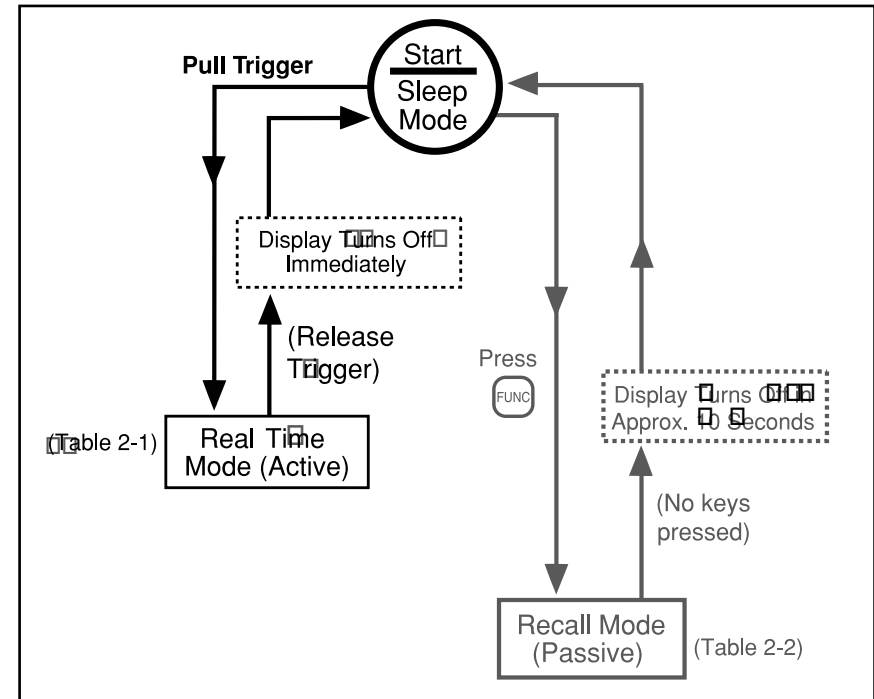 Start
Sleep
Mode
Pull Trigger
Display Turns Off
Immediately
(Release
Trigger)
Press
FUNC
Display Turns Off in
Approx. 10 Seconds
(Table 2-1)
Real Time
Mode (Active)
(No keys
pressed)
Recall Mode
(Passive)
(Table 2-2)